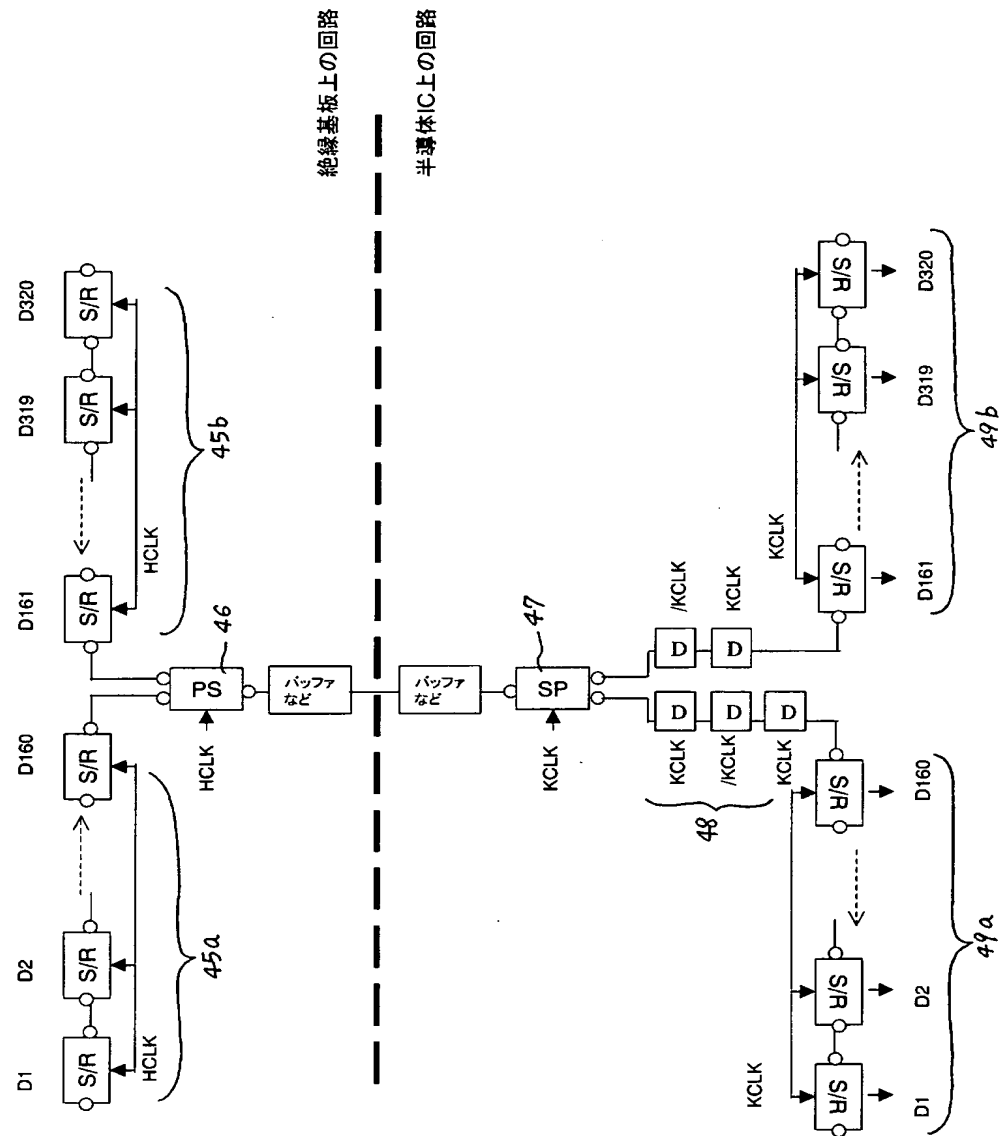 絶縁基板上の回路
半導体IC上の回路
D1
D2
D160
D161
D319
D320
S/R
S/R
S/R
S/R
S/R
S/R
HCLK
HCLK
45a
45b
PS
46
HCLK
バッファ
など
バッファ
など
SP
47
KCLK
D
D
D
KCLK
/KCLK
KCLK
48
D
D
/KCLK
KCLK
KCLK
KCLK
S/R
S/R
S/R
S/R
S/R
S/R
D1
D2
D160
D161
D319
D320
49a
49b